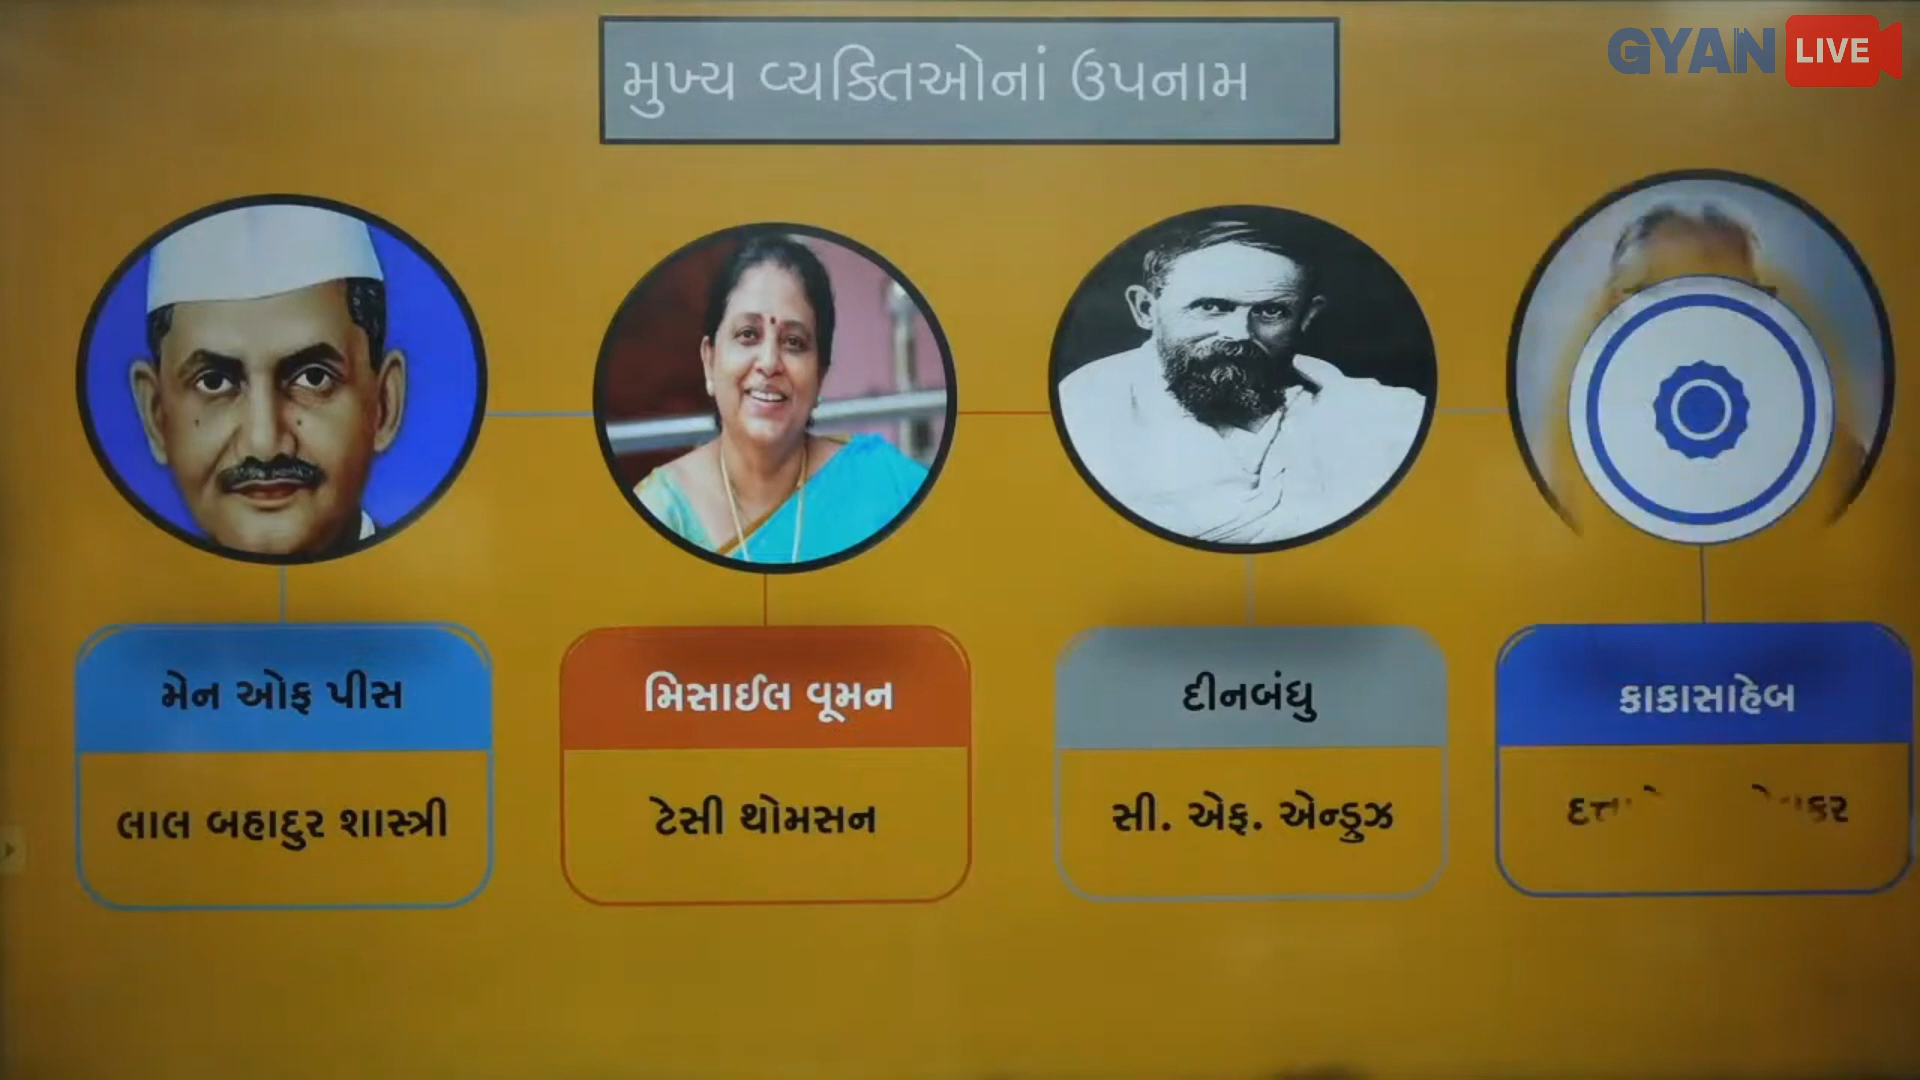 GYAN LIVE
મુખ્ય વ્યક્તિઓનાં ઉપનામ
મેન ઓફ પીસ
મિસાઈલ વૂમન
દીનબંધુ
કાકાસાહેબ
લાલ બહાદુર શાસ્ત્રી
ટેસી થોમસન
સી. એફ. એન્ડ્રુઝ